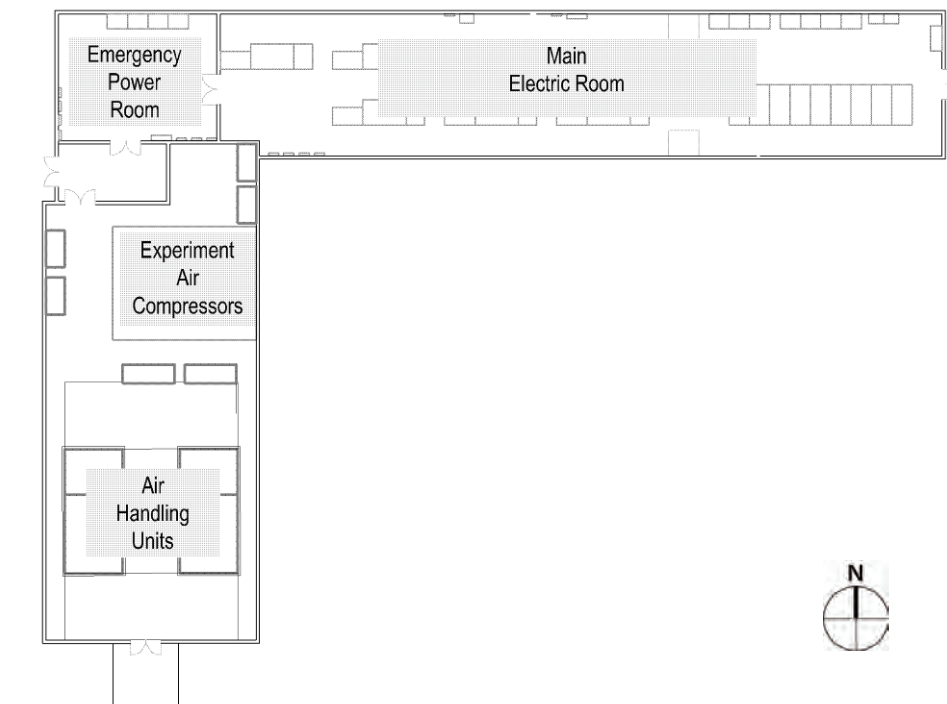 Emergency
Power
Room
Main
Electric Room
Experiment
Air
Compressors
Air
Handling
Units
N